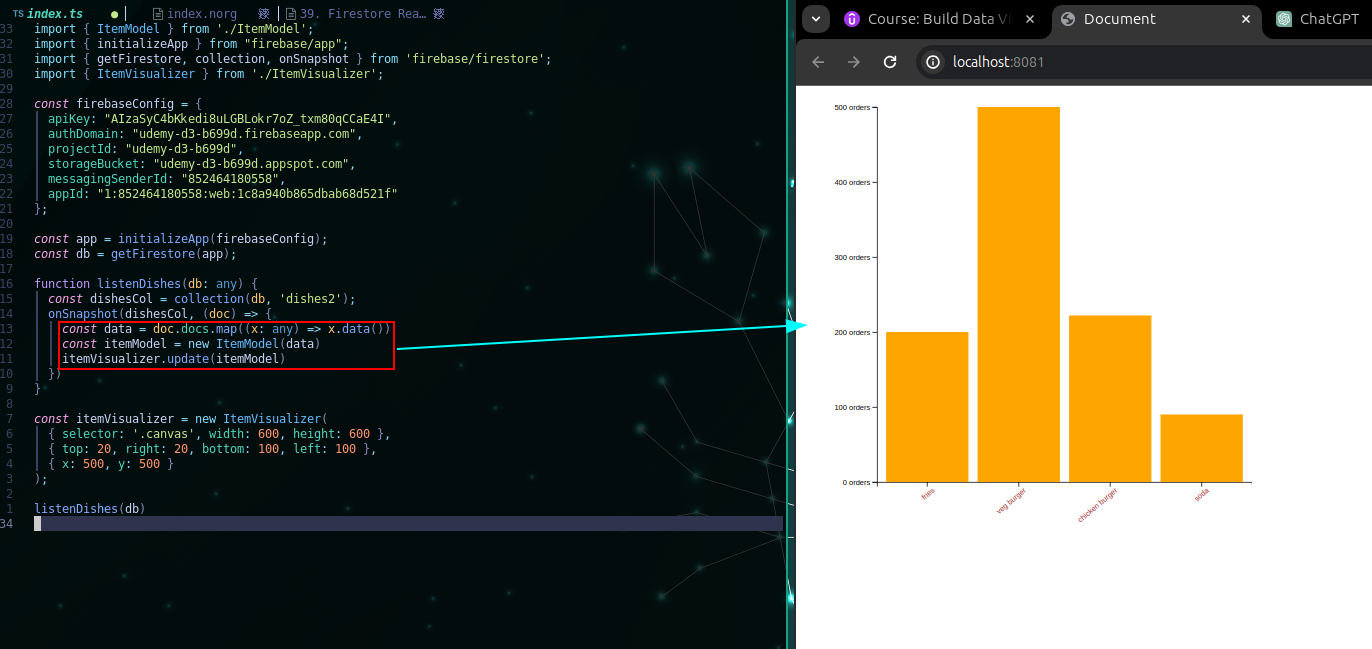 TS index.ts
index.norg
39. Firestore Rea…
33 import { ItemModel } from './ItemModel';
32 import { initializeApp } from "firebase/app";
31 import { getFirestore, collection, onSnapshot } from 'firebase/firestore';
30 import { ItemVisualizer } from './ItemVisualizer';
29
28 const firebaseConfig = {
27 apiKey: "AIzaSyC4bKkedi8uLGBLokr7oZ_txm80qCCaE4I",
26 authDomain: "udemy-d3-b699d.firebaseapp.com",
25 projectId: "udemy-d3-b699d",
24 storageBucket: "udemy-d3-b699d.appspot.com",
23 messagingSenderId: "852464180558",
22 appId: "1:852464180558:web:1c8a940b865dbab68d521f"
21 };
20
19 const app = initializeApp(firebaseConfig);
18 const db = getFirestore(app);
17
16 function listenDishes(db: any) {
15 const dishesCol = collection(db, 'dishes2');
14 onSnapshot(dishesCol, (doc) => {
13 const data = doc.docs.map((x: any) => x.data())
12 const itemModel = new ItemModel(data)
11 itemVisualizer.update(itemModel)
10 })
9 }
8
7 const itemVisualizer = new ItemVisualizer(
6 { selector: '.canvas', width: 600, height: 600 },
5 { top: 20, right: 20, bottom: 100, left: 100 },
4 { x: 500, y: 500 }
3 );
2
1 listenDishes(db)
34
Course: Build Data Vi
Document
ChatGPT
localhost:8081
500 orders
400 orders
300 orders
200 orders
100 orders
0 orders
fries
veg burger
chicken burger
soda